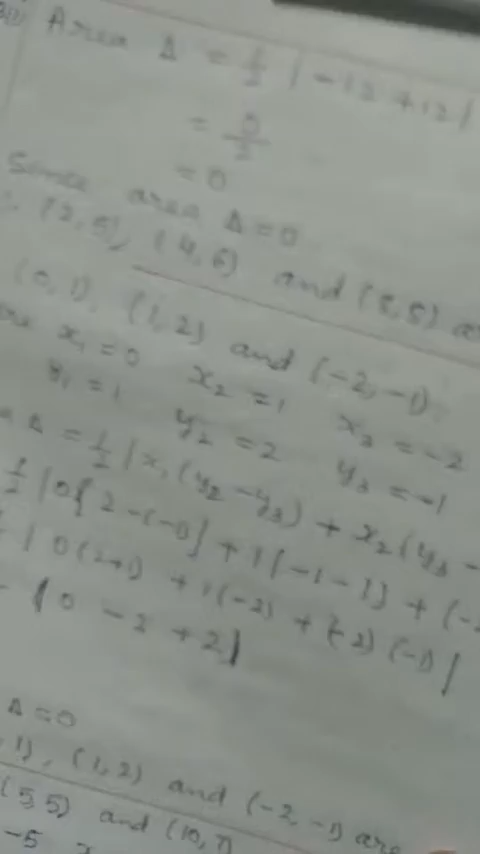 Area Δ = 1/2 | -12 + 12 |
= 0/2
= 0
Since area Δ = 0
(2, 5), (4, 6) and (8, 8)
(0, 1), (1, 2) and (-2, -1)
x₁ = 0 x₂ = 1 x₃ = -2
y₁ = 1 y₂ = 2 y₃ = -1
Δ = 1/2 | x₁ (y₂ - y₃) + x₂ (y₃ -
1/2 | 0{2-(-1)} + 1(-1-1) + (-2
| 0(2+1) + 1(-2) + (-2) (-1) |
| 0 - 2 + 2 |
Δ = 0
, 1), (1, 2) and (-2, -1) are
(5, 5) and (10, 7)
-5